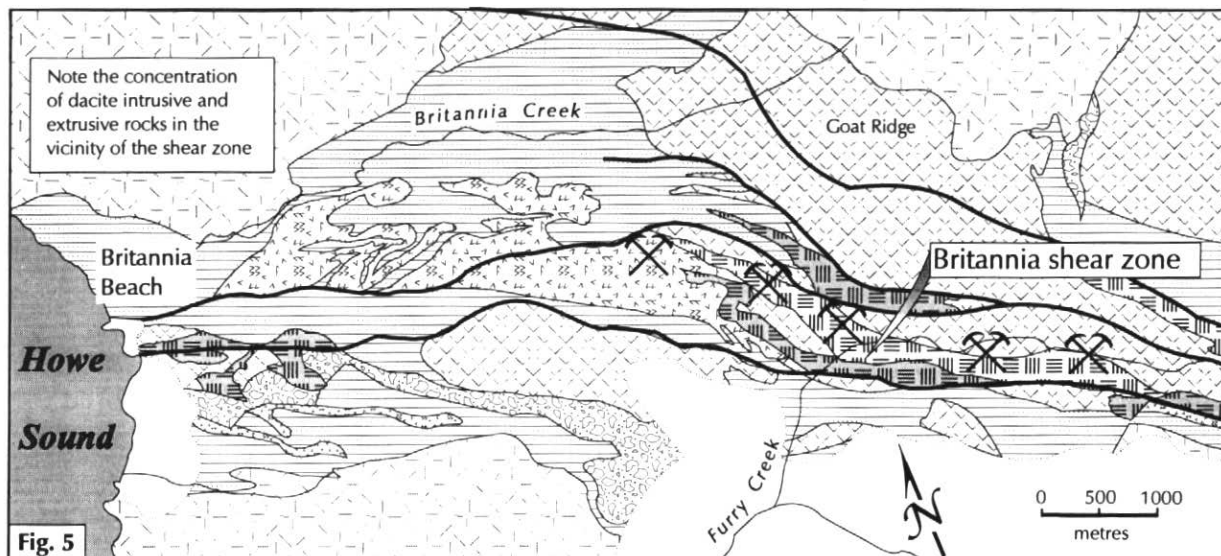 Note the concentration
of dacite intrusive and
extrusive rocks in the
vicinity of the shear zone
Britannia Creek
Goat Ridge
Britannia
Beach
Britannia shear zone
Howe
Sound
Furry Creek
N
0 500 1000
metres
Fig. 5